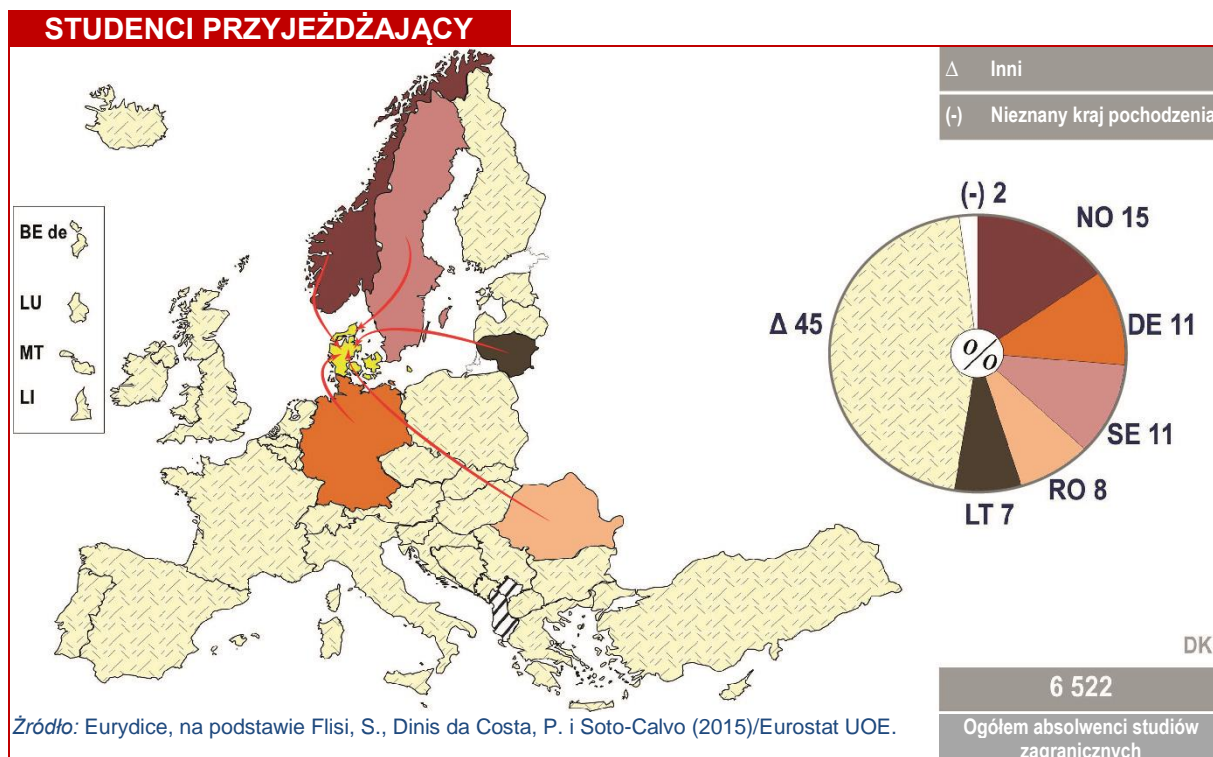 STUDENCI PRZYJEŻDŻAJĄCY
Δ Inni
(-) Nieznany kraj pochodzenia
BE de
LU
MT
LI
(-) 2
NO 15
DE 11
SE 11
RO 8
LT 7
Δ 45
%
DK
6 522
Ogółem absolwenci studiów
zagranicznych
Źródło: Eurydice, na podstawie Flisi, S., Dinis da Costa, P. i Soto-Calvo (2015)/Eurostat UOE.